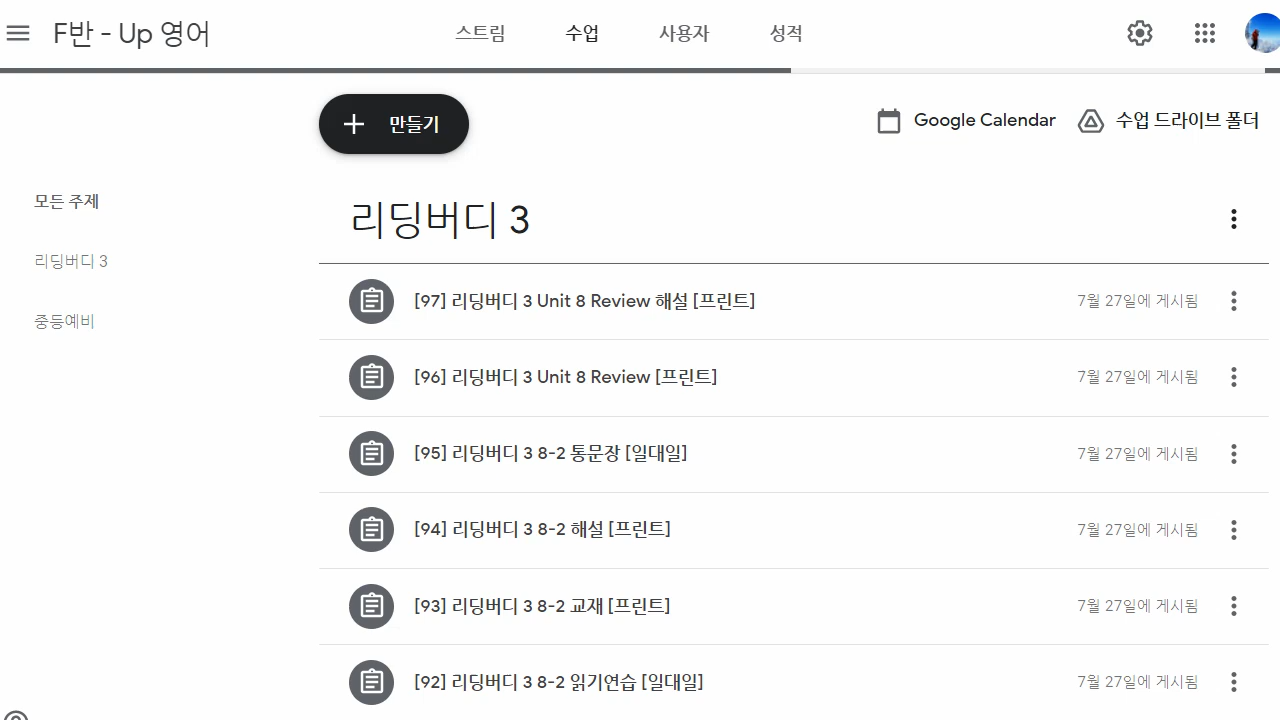 F반 - Up 영어
스트림
수업
사용자
성적
만들기
Google Calendar
수업 드라이브 폴더
모든 주제
리딩버디 3
중등예비
리딩버디 3
[97] 리딩버디 3 Unit 8 Review 해설 [프린트]
7월 27일에 게시됨
[96] 리딩버디 3 Unit 8 Review [프린트]
7월 27일에 게시됨
[95] 리딩버디 3 8-2 통문장 [일대일]
7월 27일에 게시됨
[94] 리딩버디 3 8-2 해설 [프린트]
7월 27일에 게시됨
[93] 리딩버디 3 8-2 교재 [프린트]
7월 27일에 게시됨
[92] 리딩버디 3 8-2 읽기연습 [일대일]
7월 27일에 게시됨